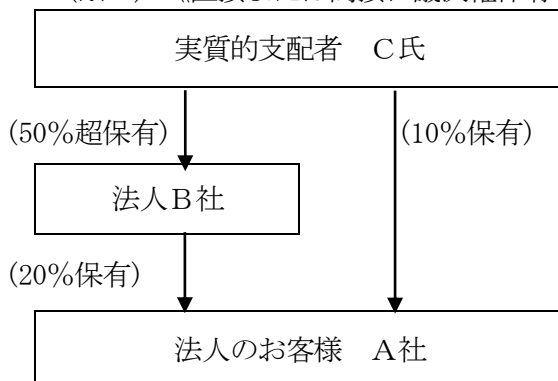 実質的支配者　C氏
(50%超保有)
(10%保有)
法人B社
(20%保有)
法人のお客様　A社